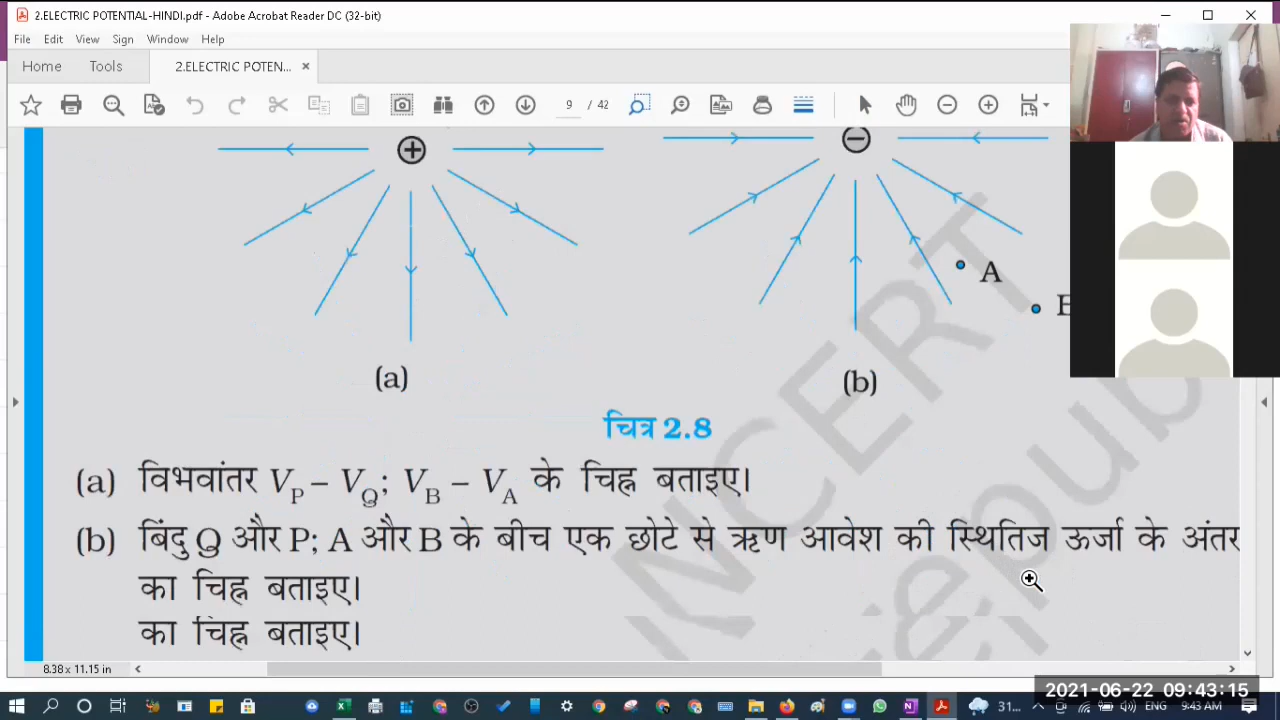 2.ELECTRIC POTENTIAL-HINDI.pdf - Adobe Acrobat Reader DC (32-bit)
File Edit View Sign Window Help
Home Tools 2.ELECTRIC POTEN... ×
9 / 42
+ −
A
(a) (b)
चित्र 2.8
(a) विभवांतर V_P – V_Q; V_B – V_A के चिह्न बताइए।
(b) बिंदु Q और P; A और B के बीच एक छोटे से ऋण आवेश की स्थितिज ऊर्जा के अंतर
का चिह्न बताइए।
का चिह्न बताइए।
NCERT
repub
8.38 x 11.15 in
2021-06-22 09:43:15
31... ENG 9:43 AM